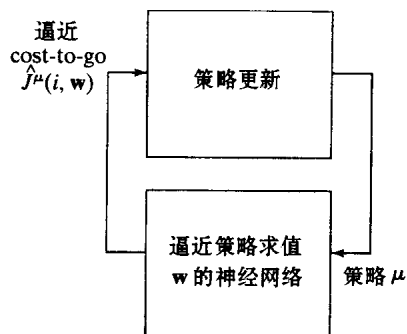 逼近
cost-to-go
Ĵ^μ(i, w)
策略更新
逼近策略求值
w的神经网络
策略 μ